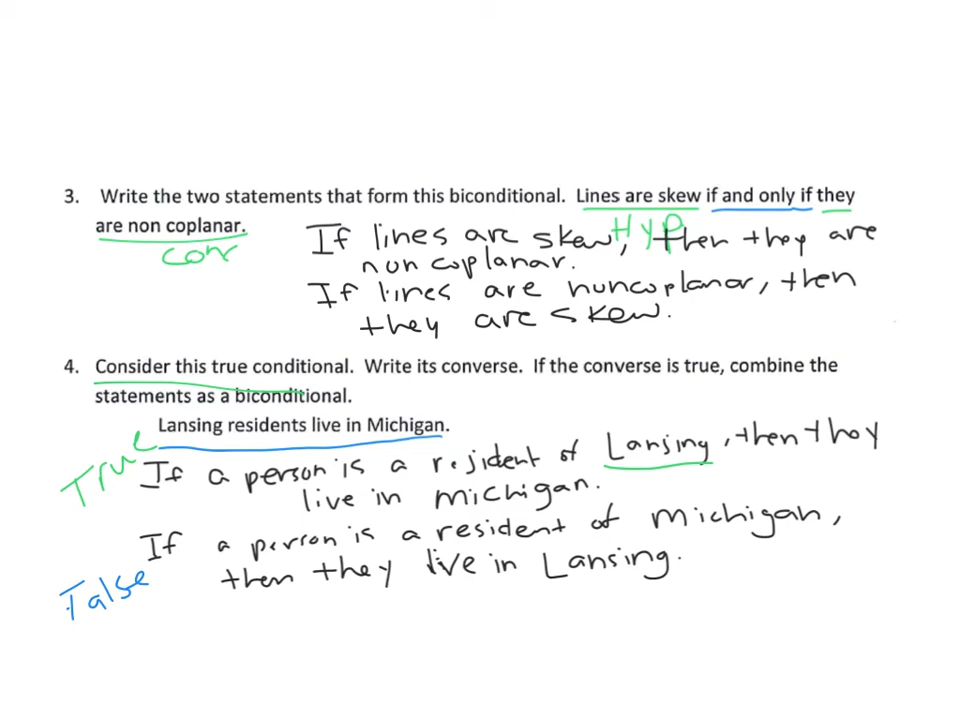 3. Write the two statements that form this biconditional. Lines are skew if and only if they
are non coplanar.
HYP
con
If lines are skew, then they are
non coplanar.
If lines are noncoplanar, then
they are skew.
4. Consider this true conditional. Write its converse. If the converse is true, combine the
statements as a biconditional.
Lansing residents live in Michigan.
True
If a person is a resident of Lansing, then they
live in michigan.
If a person is a resident of michigan,
then they live in Lansing.
False